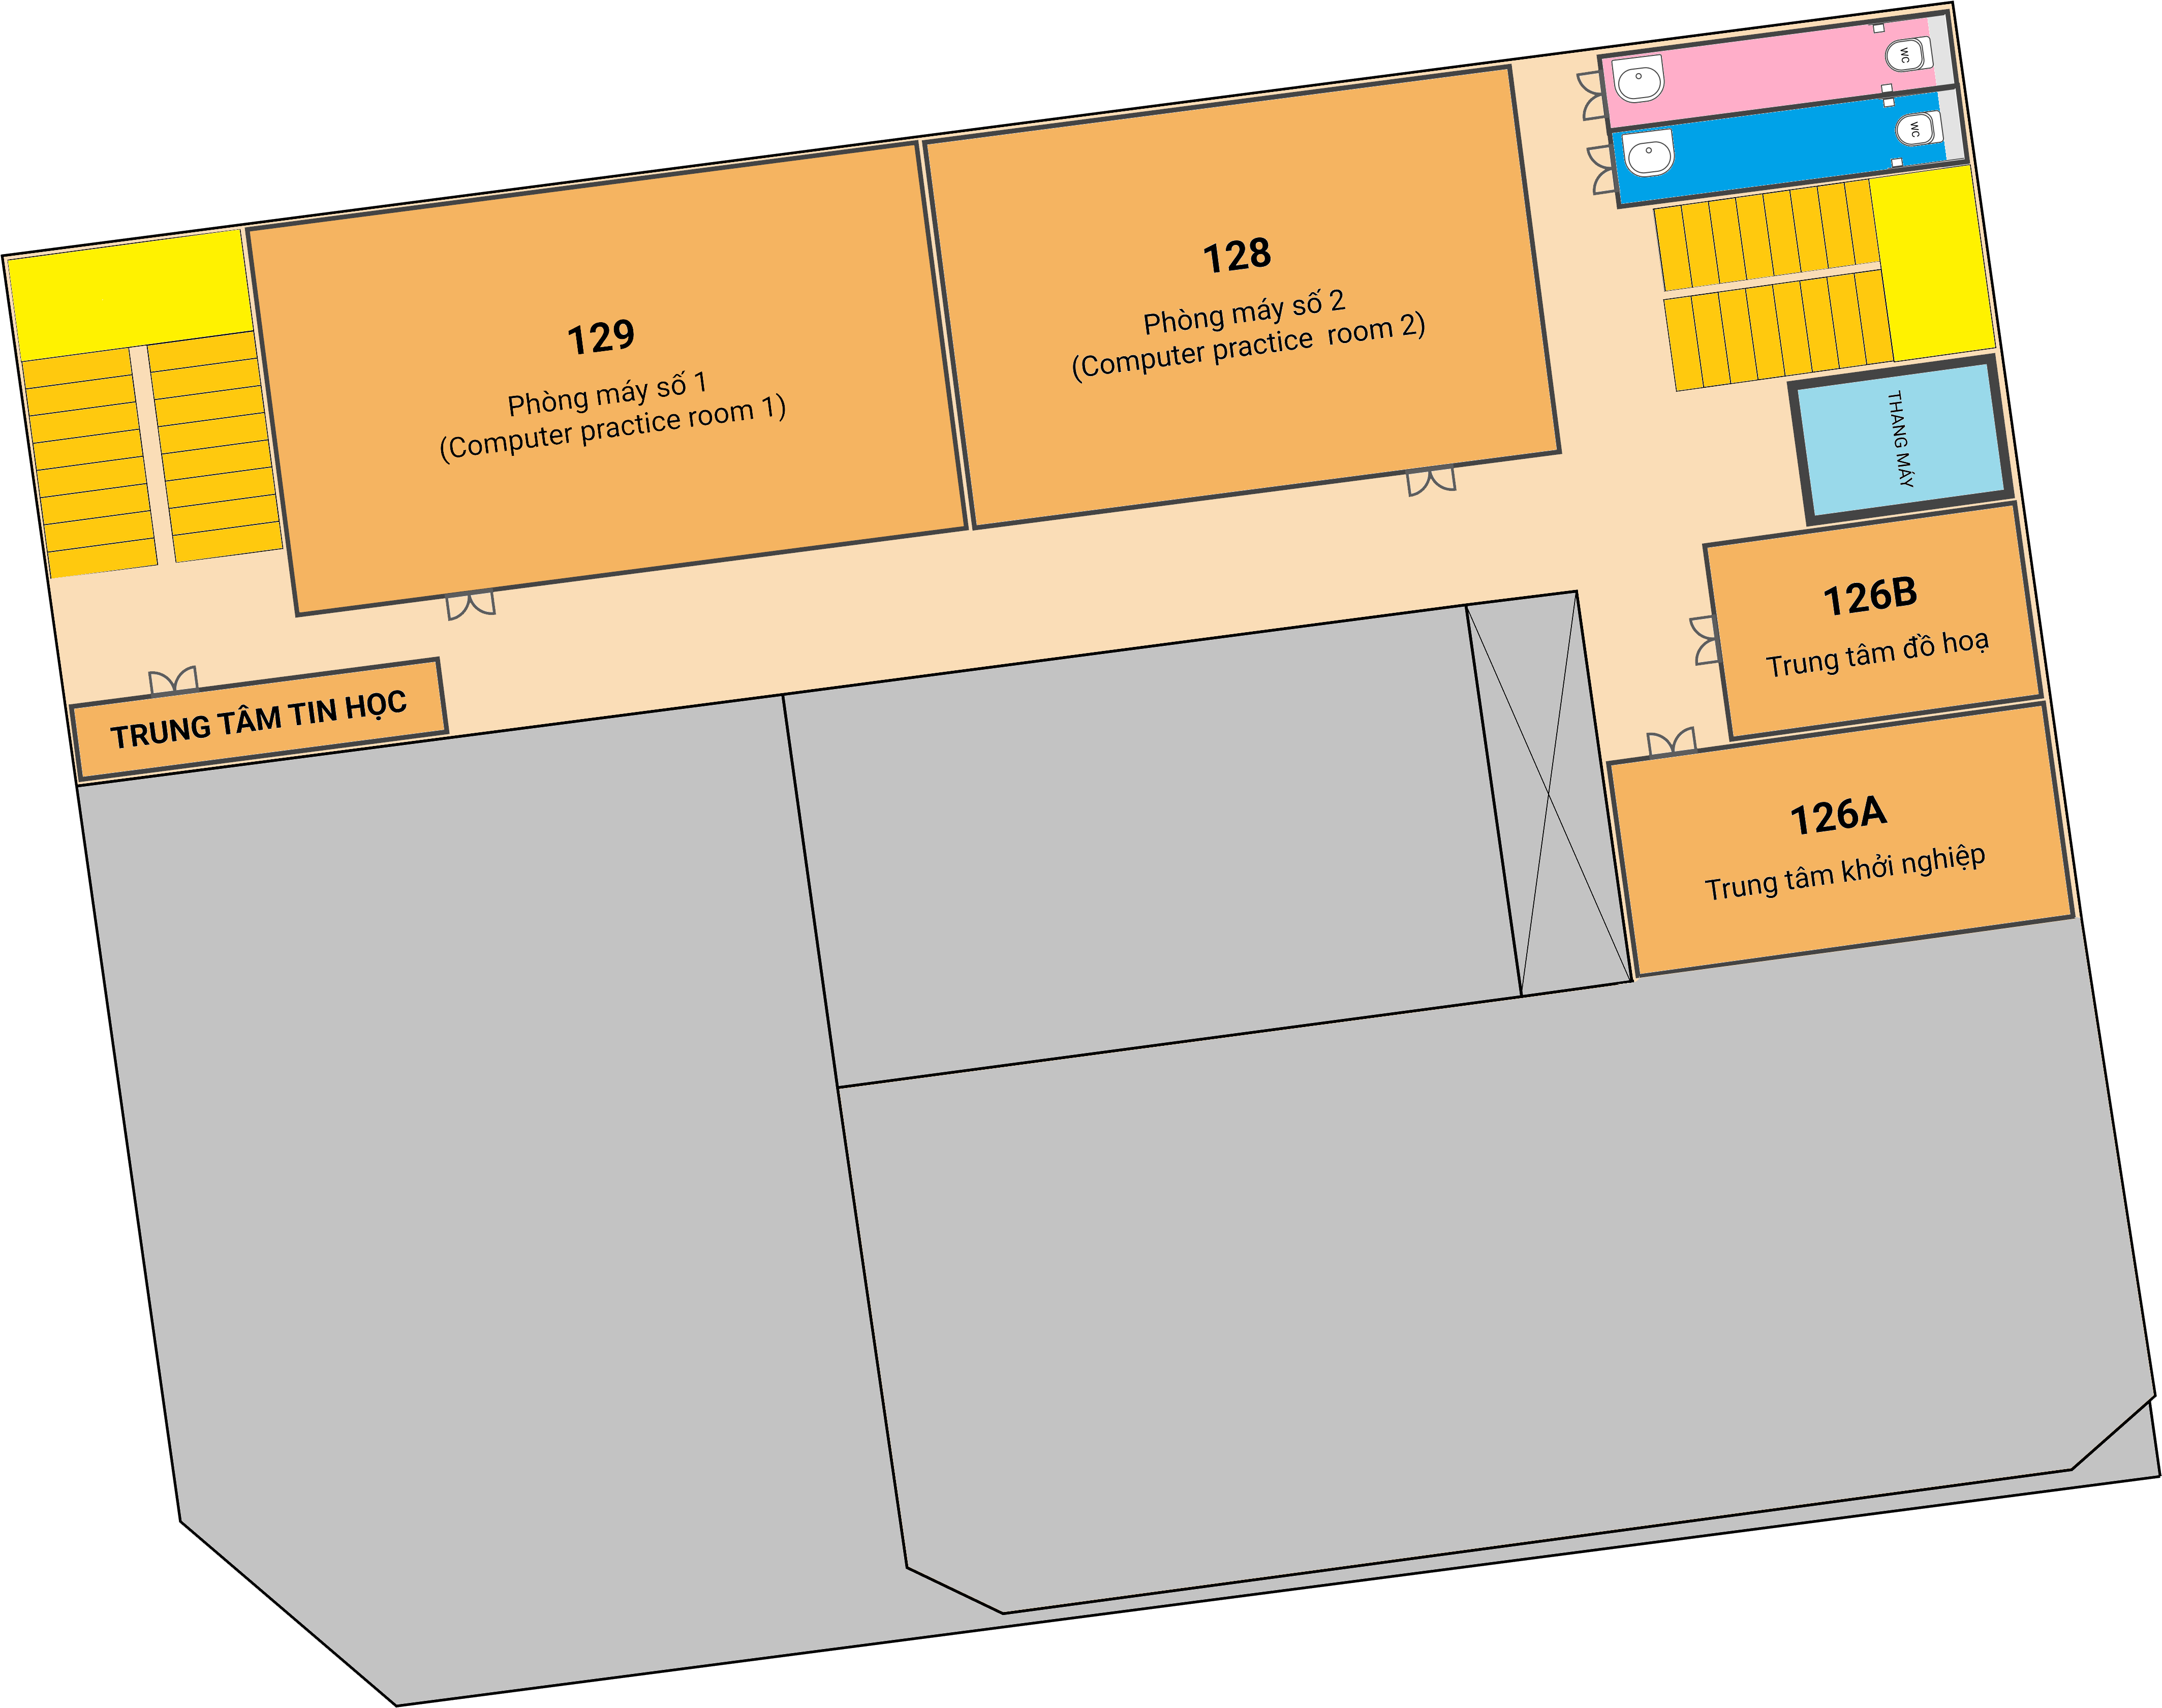 WC
WC
128
Phòng máy số 2
(Computer practice room 2)
129
Phòng máy số 1
(Computer practice room 1)
THANG MÁY
126B
Trung tâm đồ hoạ
TRUNG TÂM TIN HỌC
126A
Trung tâm khởi nghiệp